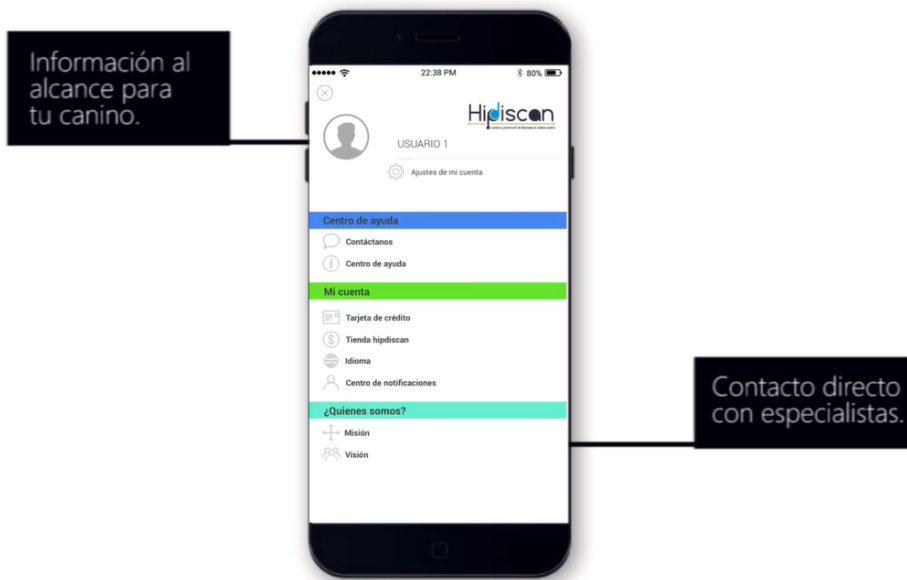 Información al
alcance para
tu canino.
22:38 PM
80%
Hipiscan
USUARIO 1
Ajustes de mi cuenta
Centro de ayuda
Contáctanos
Centro de ayuda
Mi cuenta
Tarjeta de crédito
Tienda hipdiscan
Idioma
Centro de notificaciones
¿Quienes somos?
Misión
Visión
Contacto directo
con especialistas.